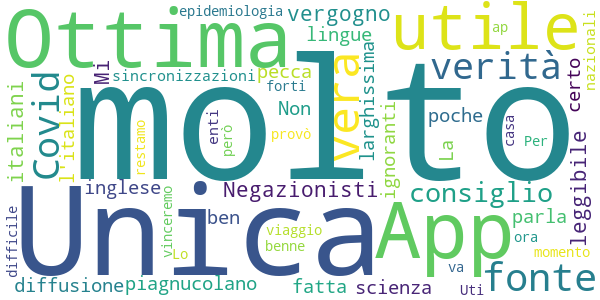 epidemiologia vergogno utile
Ottima lingue
Mi sincronizzazioni pecca vera larghissima verità ap nazionali
italiani Covid l'italiano molto forti Non poche certo
restamo enti però provò ignoranti La casa Per leggibile
Unica inglese Negazionisti App consiglio
difficile vinceremo ben viaggio parla
Lo benne ora momento
diffusione piagnucolano fatta scienza va Uti fonte